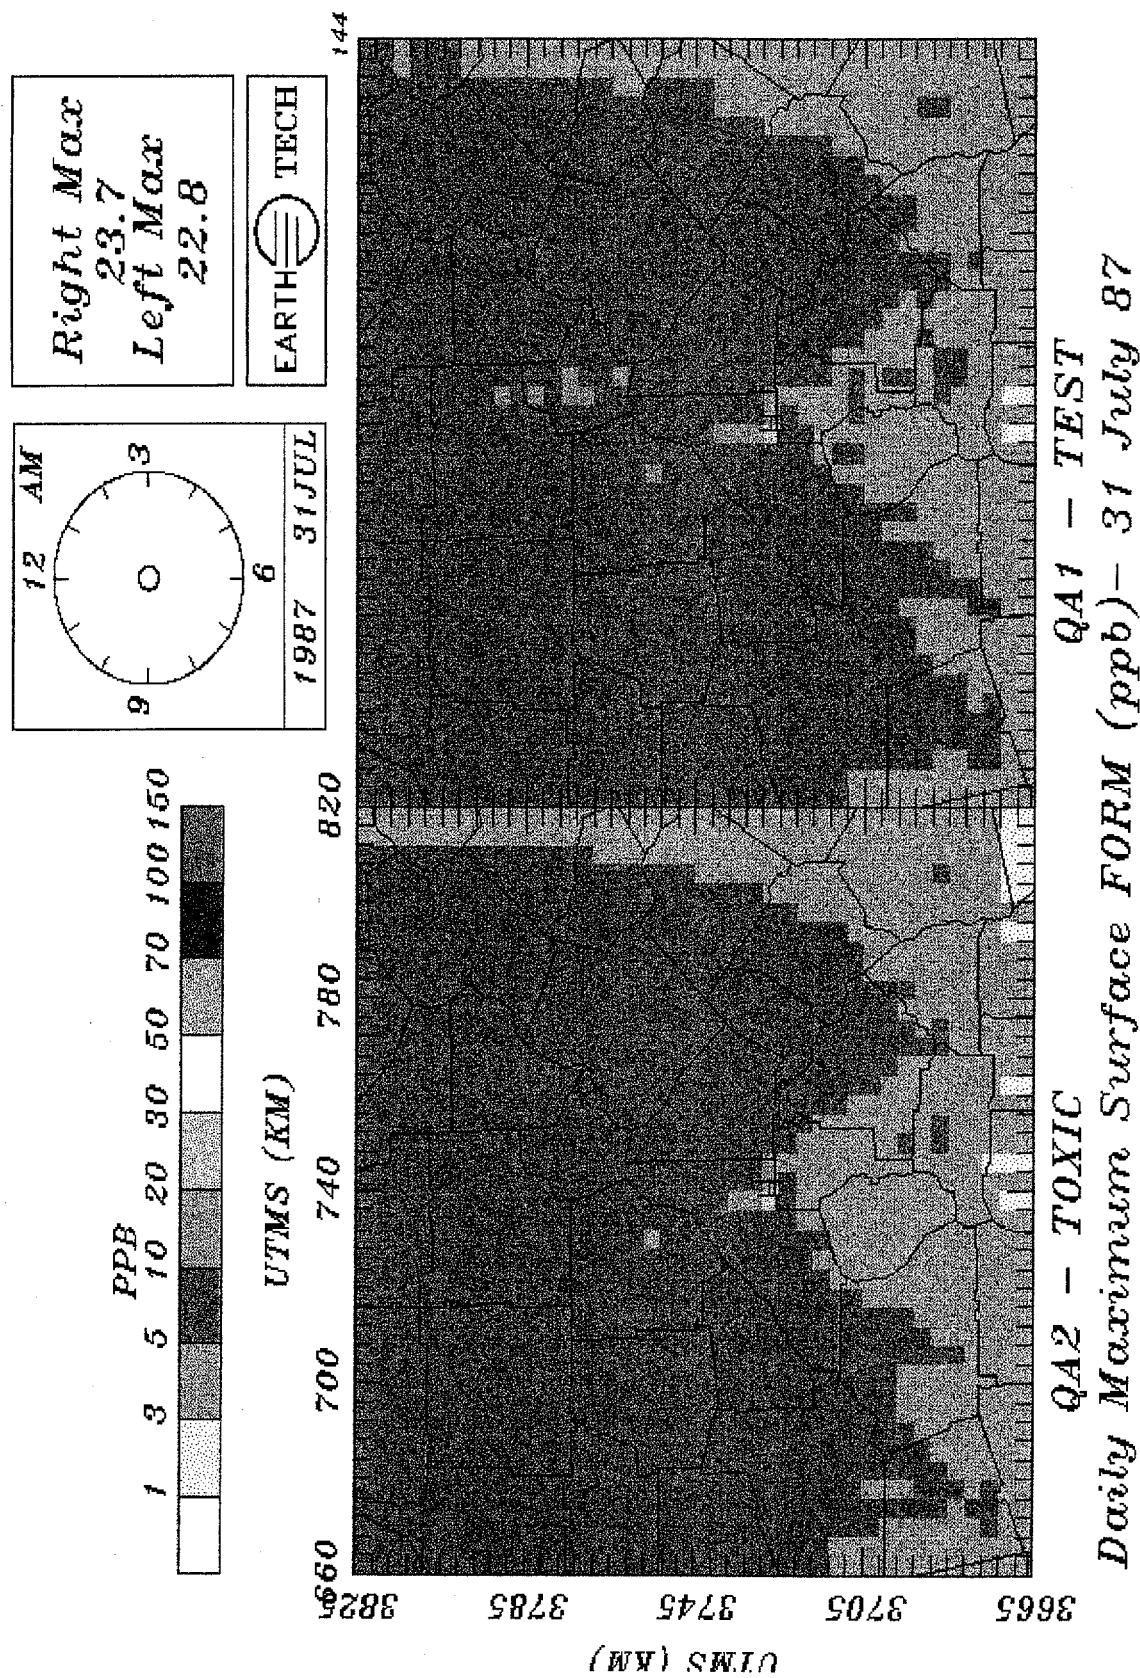 PPB
1 3 5 10 20 30 50 70 100 150
12 AM
3
6
9
1987 31JUL
Right Max
23.7
Left Max
22.8
EARTH TECH
UTMS (KM)
660 700 740 780 820
144
3825
3785
3745
3705
3665
UTMS (KM)
QA2 - TOXIC
QA1 - TEST
Daily Maximum Surface FORM (ppb)- 31 July 87